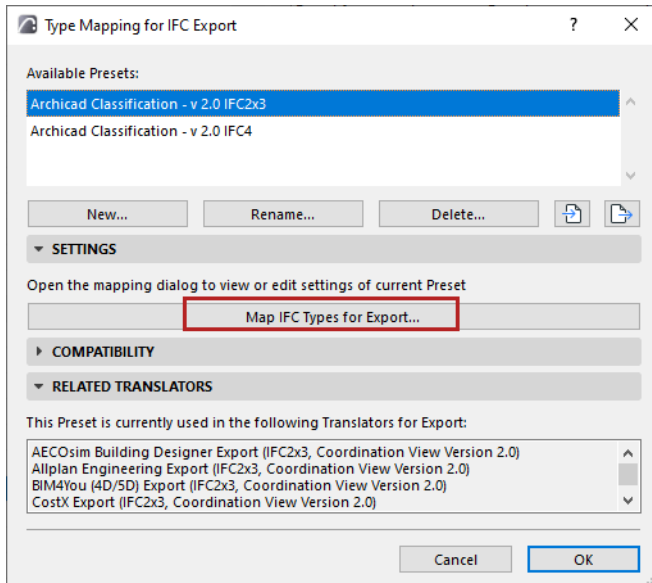 Type Mapping for IFC Export
?
Available Presets:
Archicad Classification - v 2.0 IFC2x3
Archicad Classification - v 2.0 IFC4
New... Rename... Delete...
SETTINGS
Open the mapping dialog to view or edit settings of current Preset
Map IFC Types for Export...
COMPATIBILITY
RELATED TRANSLATORS
This Preset is currently used in the following Translators for Export:
AECOsim Building Designer Export (IFC2x3, Coordination View Version 2.0)
Allplan Engineering Export (IFC2x3, Coordination View Version 2.0)
BIM4You (4D/5D) Export (IFC2x3, Coordination View Version 2.0)
CostX Export (IFC2x3, Coordination View Version 2.0)
Cancel OK